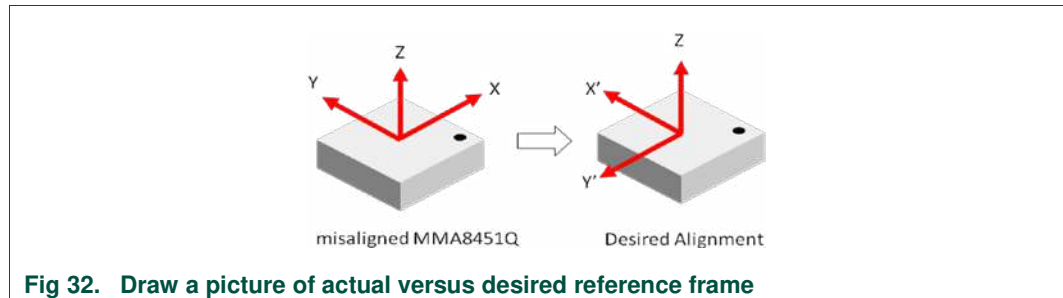 Z
Z
Y
X
X'
Y'
misaligned MMA8451Q
Desired Alignment
Fig 32. Draw a picture of actual versus desired reference frame